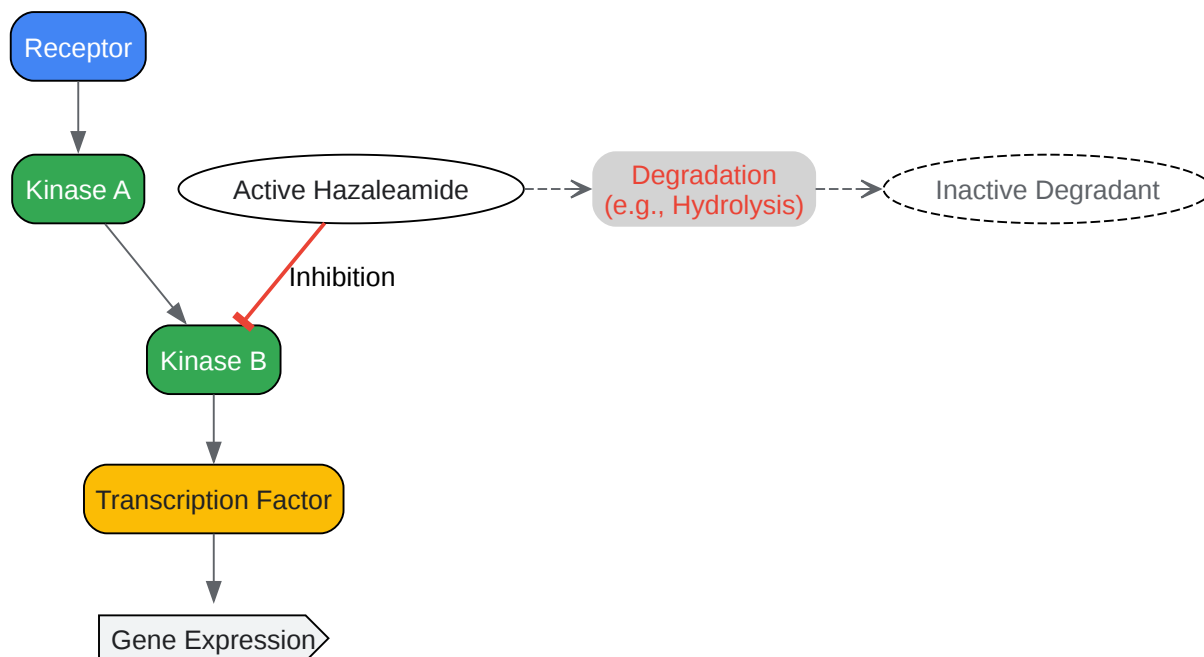 Receptor
Kinase A
Active Hazaleamide
Degradation
(e.g., Hydrolysis)
Inactive Degradant
Inhibition
Kinase B
Transcription Factor
Gene Expression